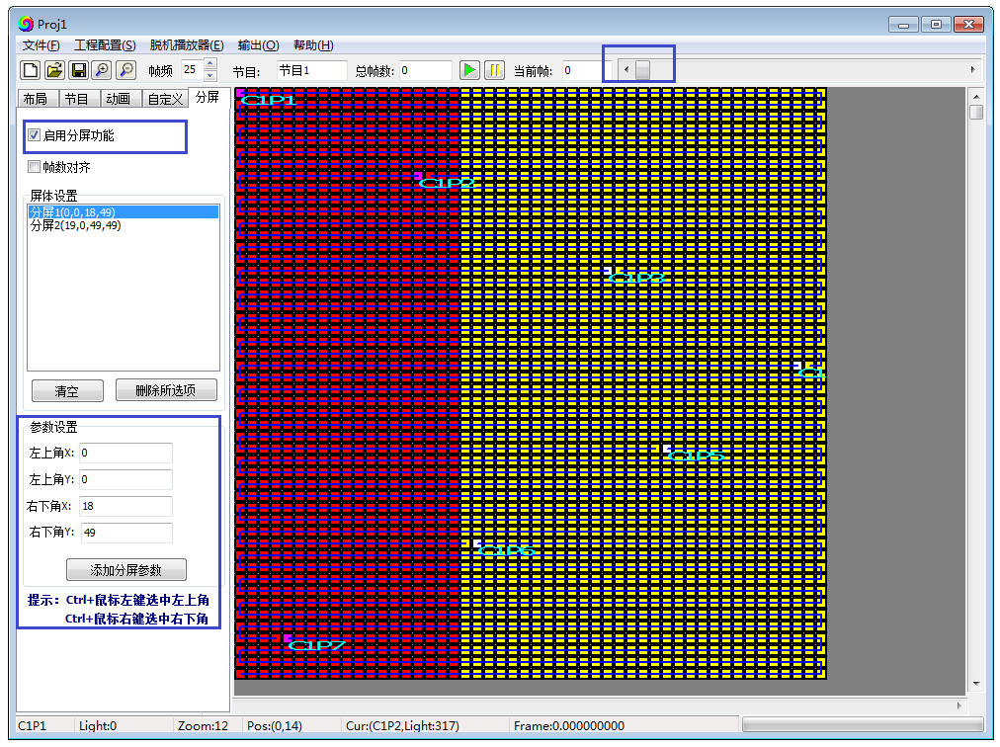 Proj1
文件(F) 工程配置(S) 脱机播放器(E) 输出(O) 帮助(H)
帧频 25 节目: 节目1 总帧数: 0 当前帧: 0
布局 节目 动画 自定义 分屏
启用分屏功能
帧数对齐
屏体设置
分屏1(0,0,18,49)
分屏2(19,0,49,49)
清空 删除所选项
参数设置
左上角X: 0
左上角Y: 0
右下角X: 18
右下角Y: 49
添加分屏参数
提示：Ctrl+鼠标左键选中左上角
Ctrl+鼠标右键选中右下角
C1P1
C1P2
C1P3
C1P5
C1P6
C1P7
C1P1 Light:0 Zoom:12 Pos:(0,14) Cur:(C1P2,Light:317) Frame:0.000000000